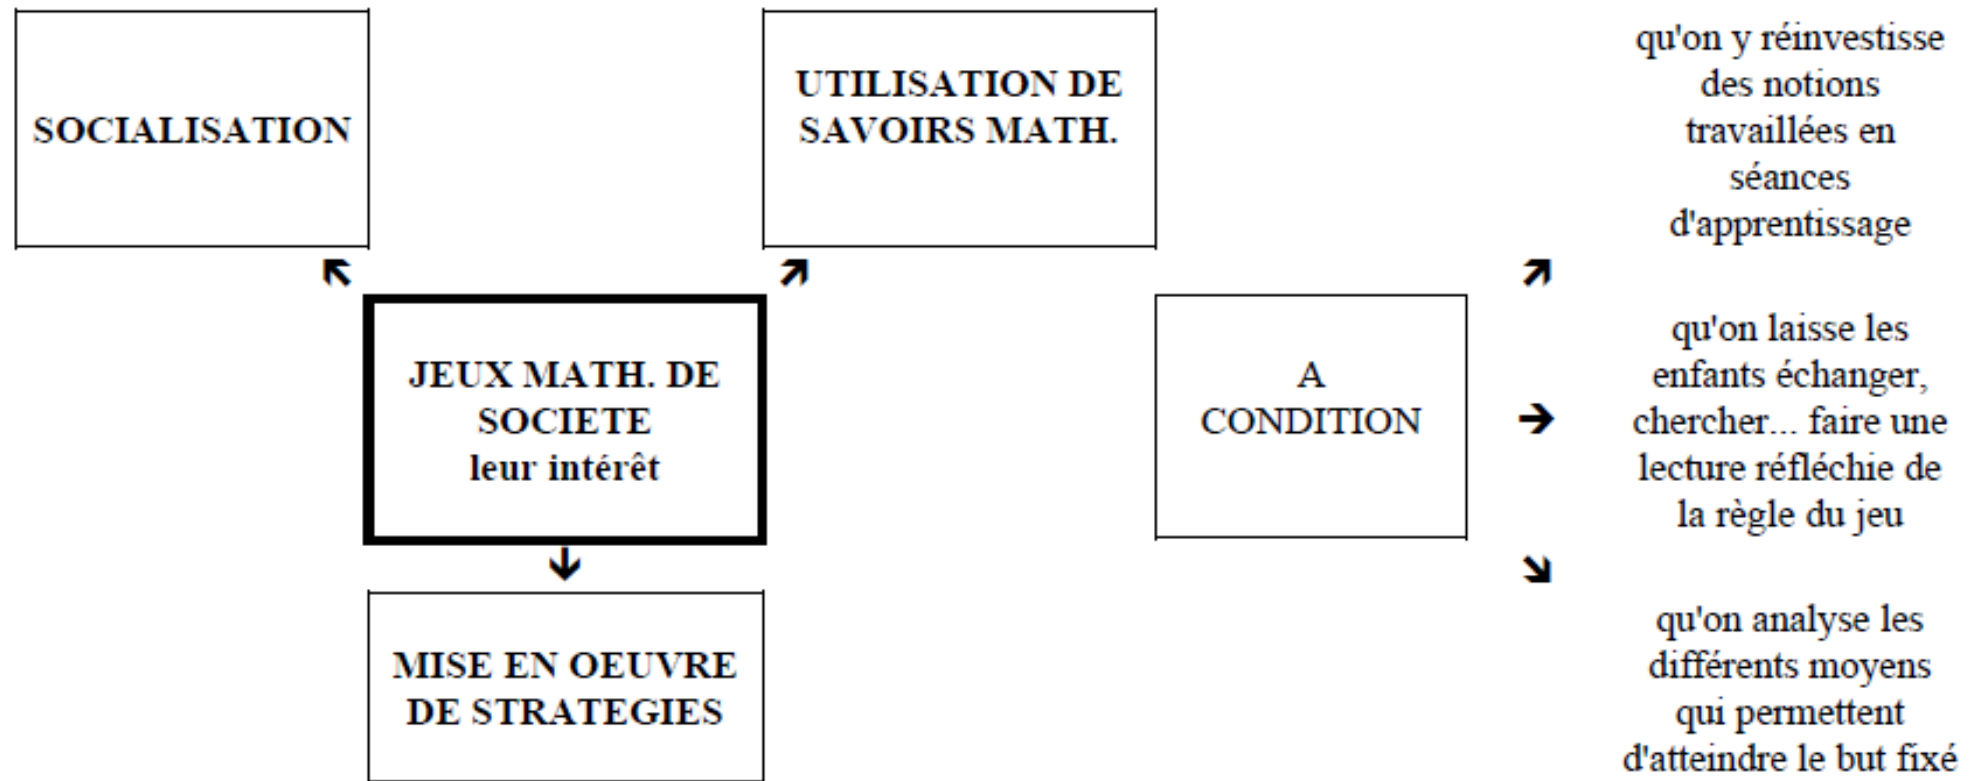 SOCIALISATION
UTILISATION DE
SAVOIRS MATH.
qu'on y réinvestisse
des notions
travaillées en
séances
d'apprentissage
JEUX MATH. DE
SOCIETE
leur intérêt
A
CONDITION
qu'on laisse les
enfants échanger,
chercher... faire une
lecture réfléchie de
la règle du jeu
MISE EN OEUVRE
DE STRATEGIES
qu'on analyse les
différents moyens
qui permettent
d'atteindre le but fixé